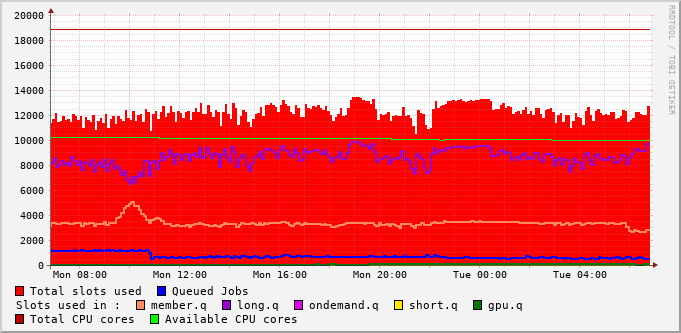 20000
18000
16000
14000
12000
10000
8000
6000
4000
2000
0
Mon 08:00 Mon 12:00 Mon 16:00 Mon 20:00 Tue 00:00 Tue 04:00
Total slots used Queued Jobs
Slots used in : member.q long.q ondemand.q short.q gpu.q
Total CPU cores Available CPU cores
RRDTOOL / TOBI OETIKER